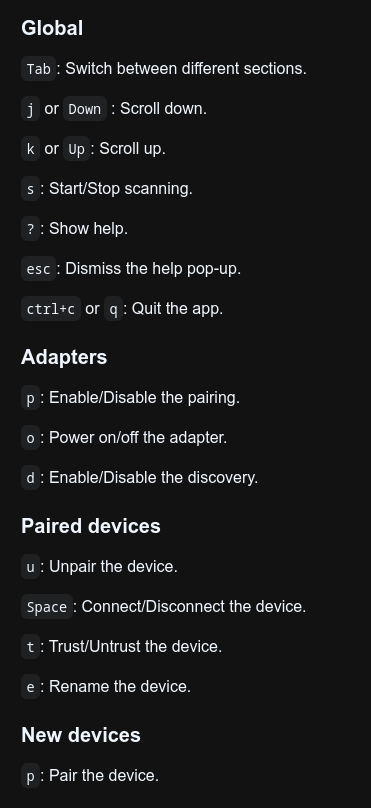 Global
Tab : Switch between different sections.
j or Down : Scroll down.
k or Up : Scroll up.
s : Start/Stop scanning.
? : Show help.
esc : Dismiss the help pop-up.
ctrl+c or q : Quit the app.
Adapters
p : Enable/Disable the pairing.
o : Power on/off the adapter.
d : Enable/Disable the discovery.
Paired devices
u : Unpair the device.
Space : Connect/Disconnect the device.
t : Trust/Untrust the device.
e : Rename the device.
New devices
p : Pair the device.